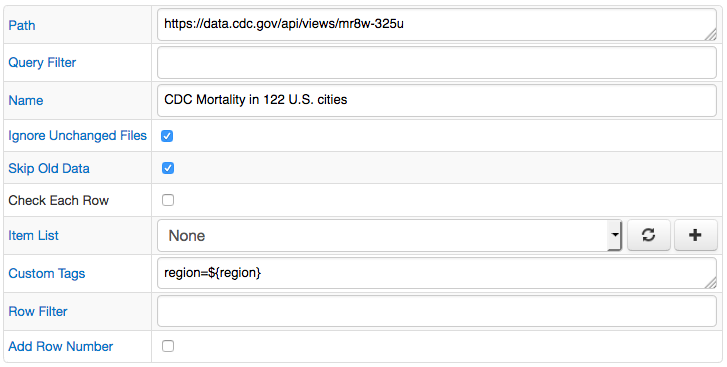 Path https://data.cdc.gov/api/views/mr8w-325u
Query Filter
Name CDC Mortality in 122 U.S. cities
Ignore Unchanged Files
Skip Old Data
Check Each Row
Item List None
Custom Tags region=${region}
Row Filter
Add Row Number